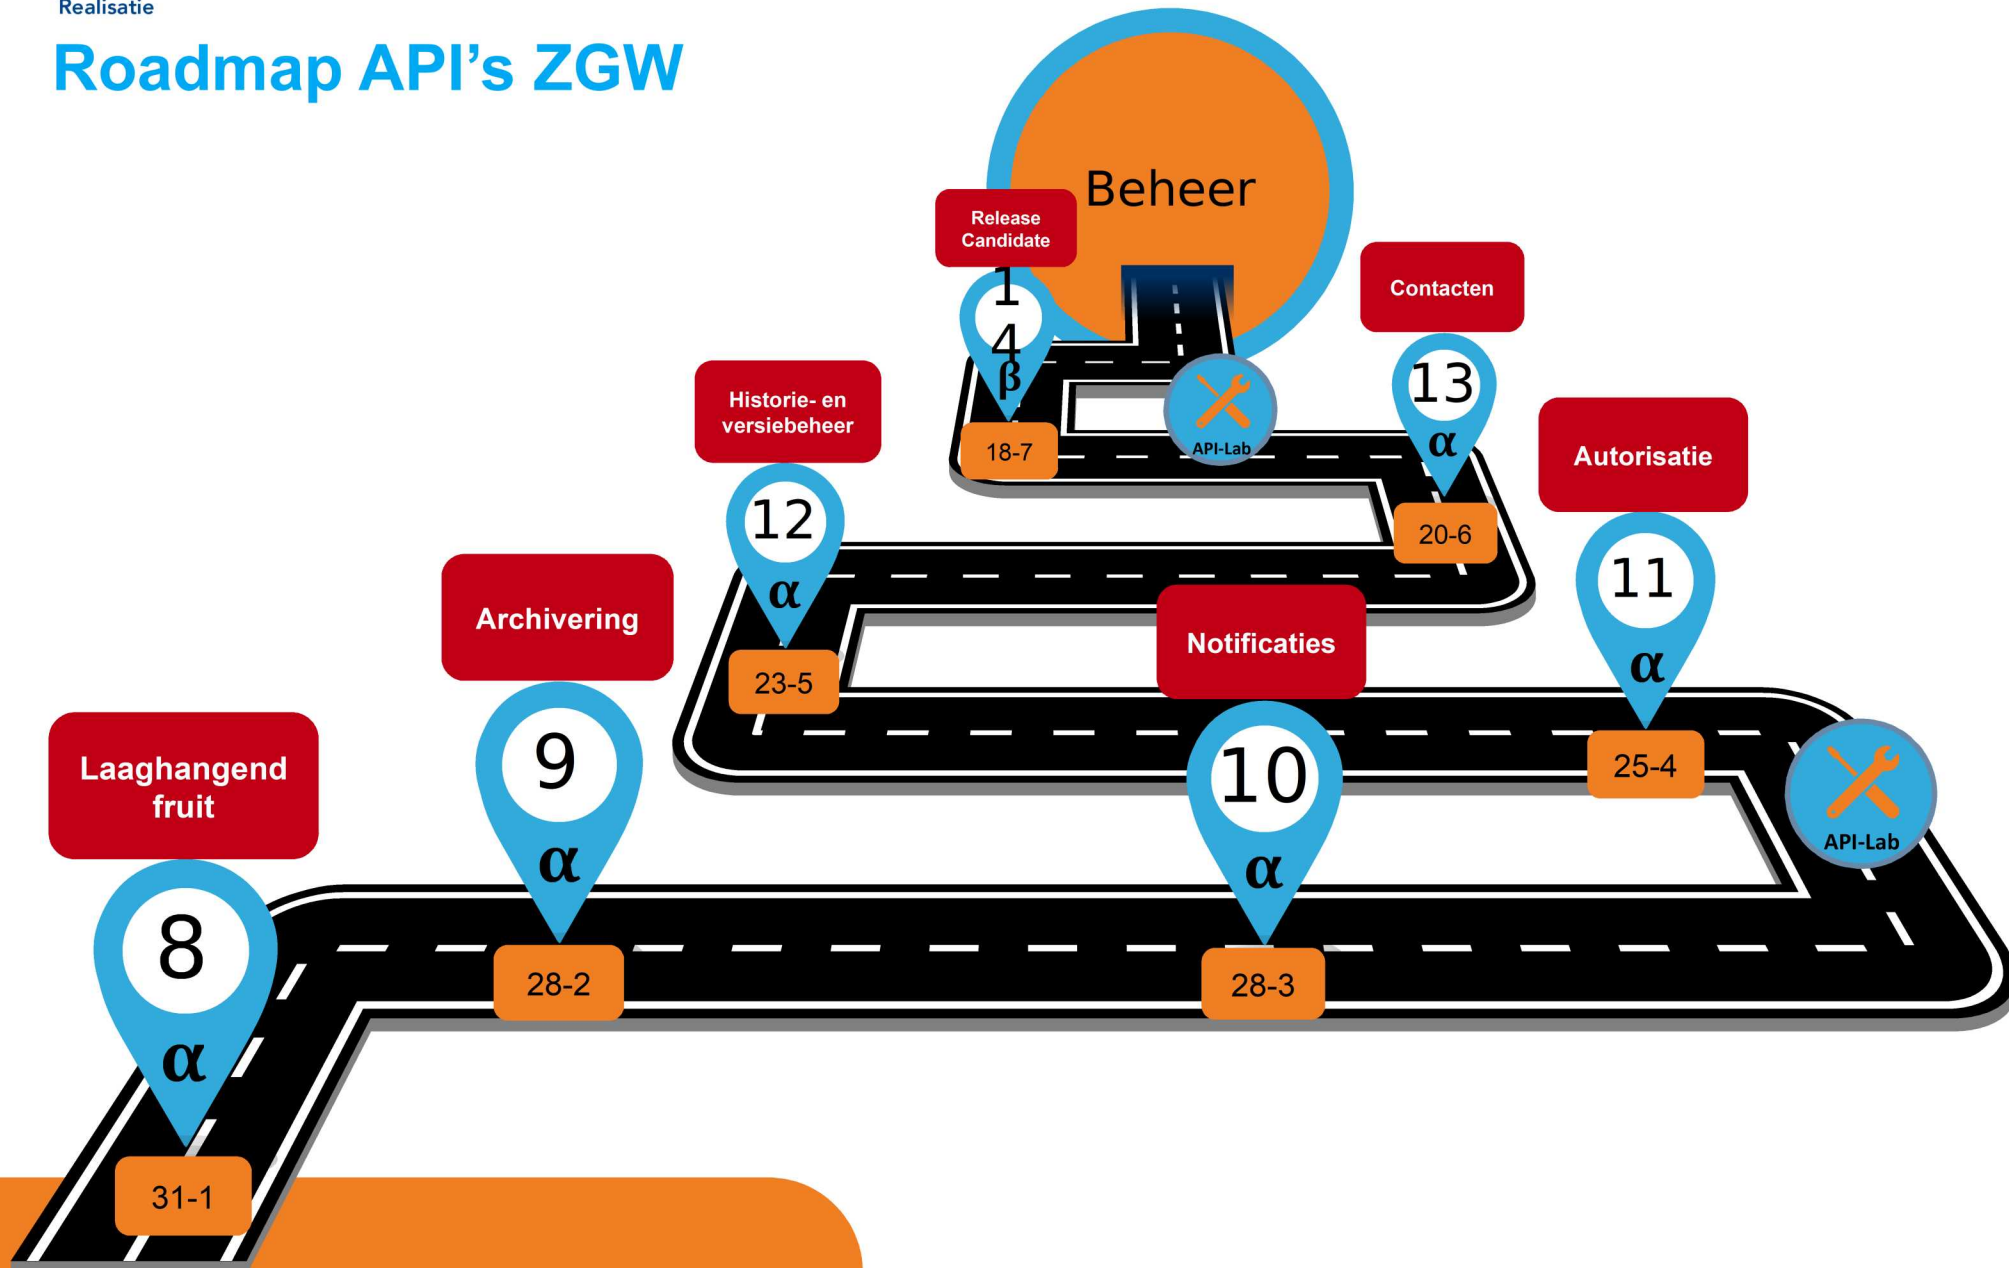 Realisatie
Roadmap API's ZGW
Beheer
Release
Candidate
1
4
β
18-7
API-Lab
Contacten
13
α
20-6
Historie- en
versiebeheer
12
α
23-5
Autorisatie
11
α
25-4
API-Lab
Notificaties
10
α
28-3
Archivering
9
α
28-2
Laaghangend
fruit
8
α
31-1